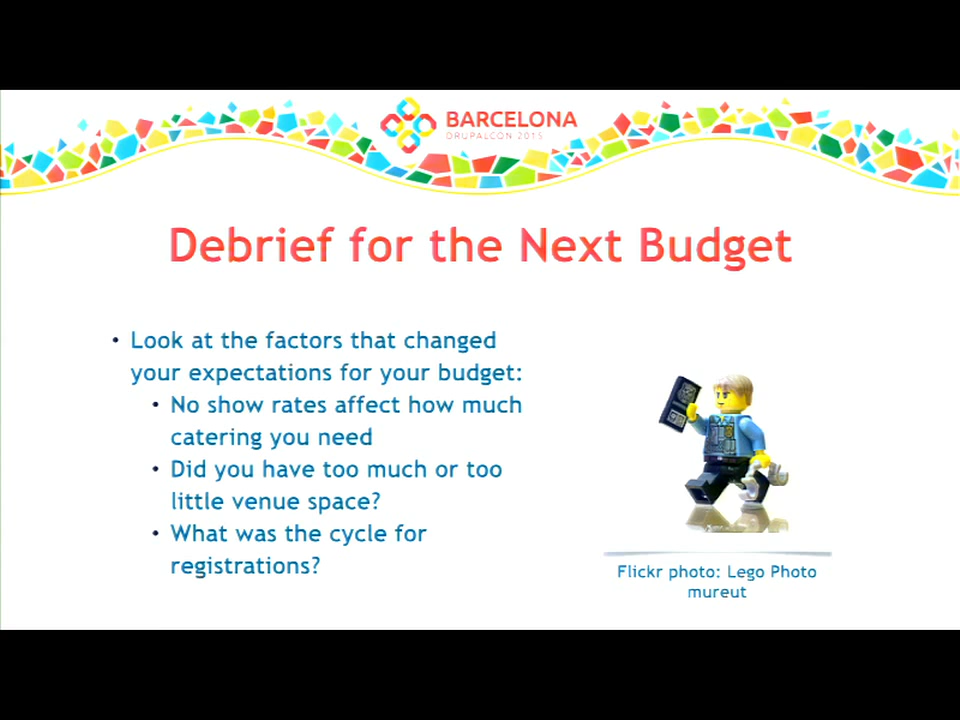 BARCELONA
DRUPALCON 2015
Debrief for the Next Budget
• Look at the factors that changed
your expectations for your budget:
• No show rates affect how much
catering you need
• Did you have too much or too
little venue space?
• What was the cycle for
registrations?
Flickr photo: Lego Photo
mureut